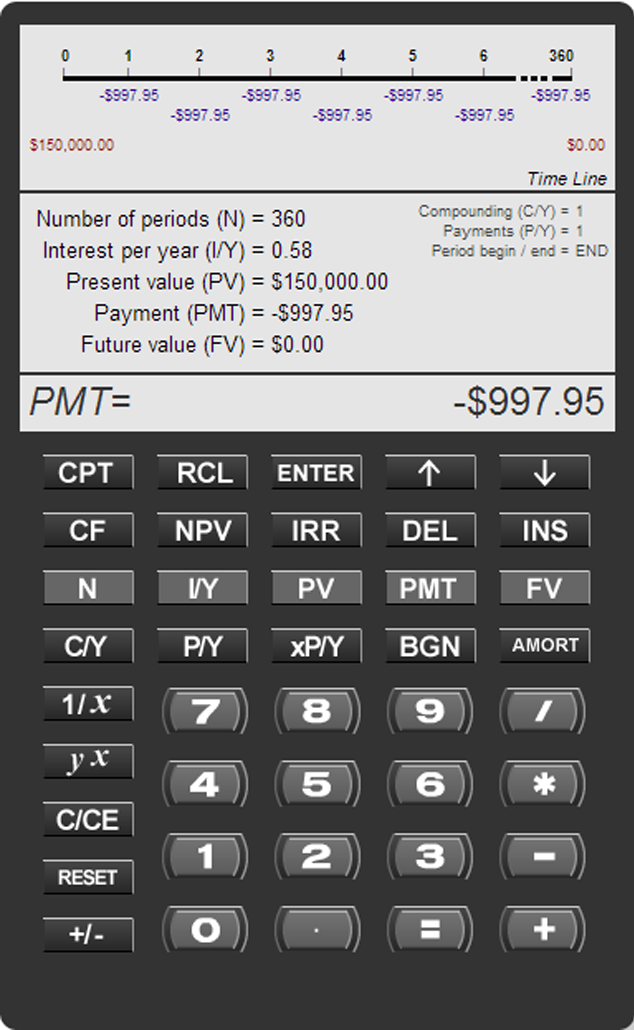 0 1 2 3 4 5 6 360
-$997.95 -$997.95 -$997.95 -$997.95
-$997.95 -$997.95 -$997.95
$150,000.00 $0.00
Time Line
Number of periods (N) = 360
Interest per year (I/Y) = 0.58
Present value (PV) = $150,000.00
Payment (PMT) = -$997.95
Future value (FV) = $0.00
Compounding (C/Y) = 1
Payments (P/Y) = 1
Period begin / end = END
PMT= -$997.95
CPT RCL ENTER ↑ ↓
CF NPV IRR DEL INS
N I/Y PV PMT FV
C/Y P/Y xP/Y BGN AMORT
1/x 7 8 9 /
y x 4 5 6 *
C/CE 1 2 3 -
RESET
+/- 0 . = +